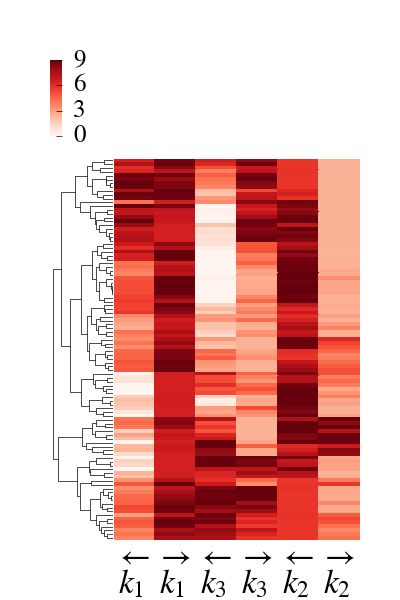 9
6
3
0
← → ← → ← →
k₁ k₁ k₃ k₃ k₂ k₂